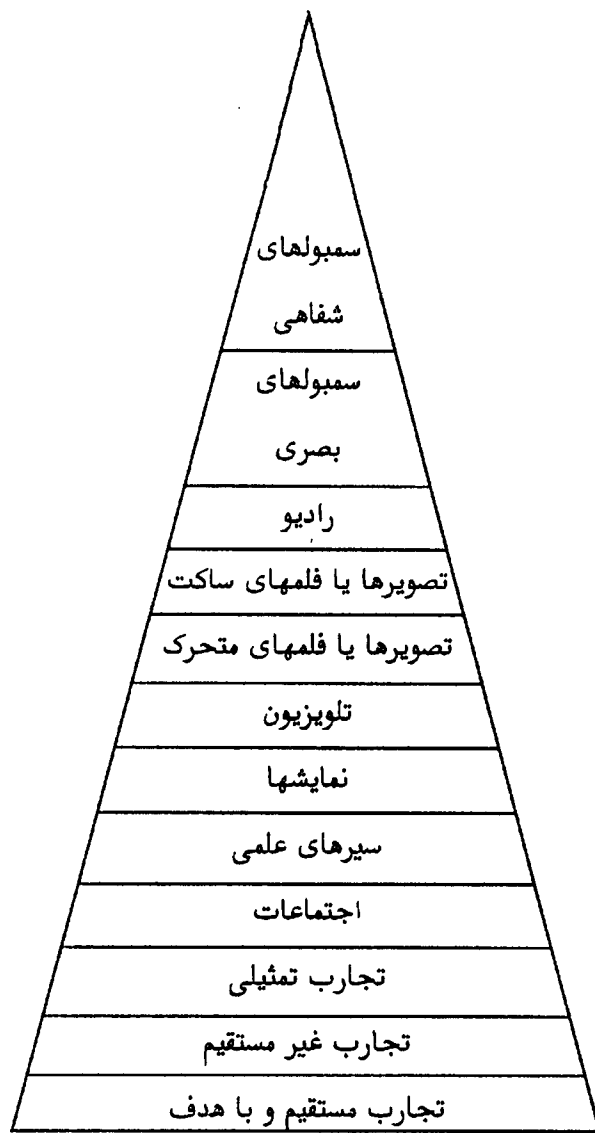 سمبولهای
شفاهی
سمبولهای
بصری
رادیو
تصویرها یا فلمهای ساکت
تصویرها یا فلمهای متحرک
تلویزیون
نمایشها
سیرهای علمی
اجتماعات
تجارب تمثیلی
تجارب غیر مستقیم
تجارب مستقیم و با هدف